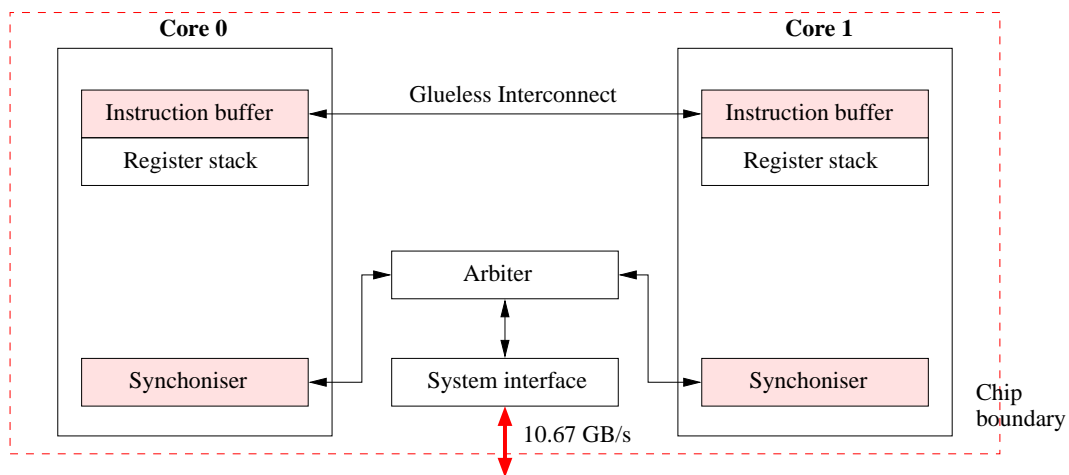 Core 0
Core 1
Instruction buffer
Glueless Interconnect
Instruction buffer
Register stack
Register stack
Arbiter
Synchoniser
System interface
Synchoniser
Chip
boundary
10.67 GB/s